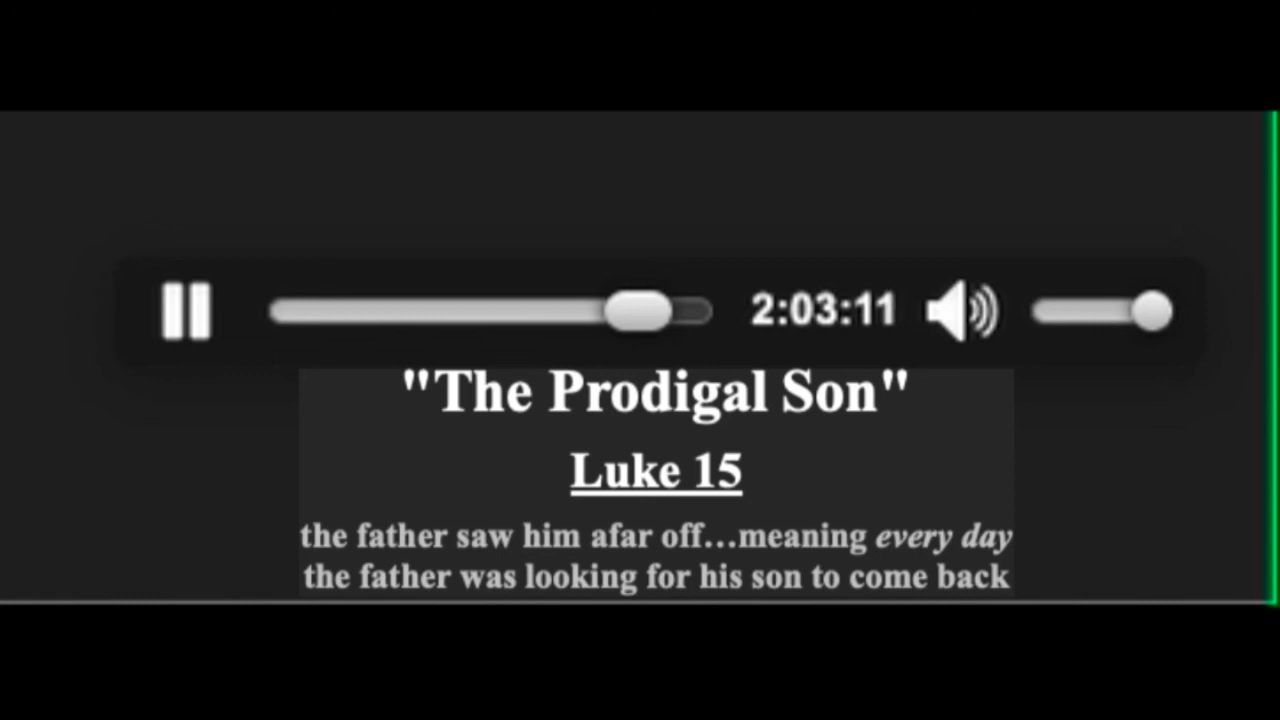 2:03:11
"The Prodigal Son"
Luke 15
the father saw him afar off...meaning every day
the father was looking for his son to come back